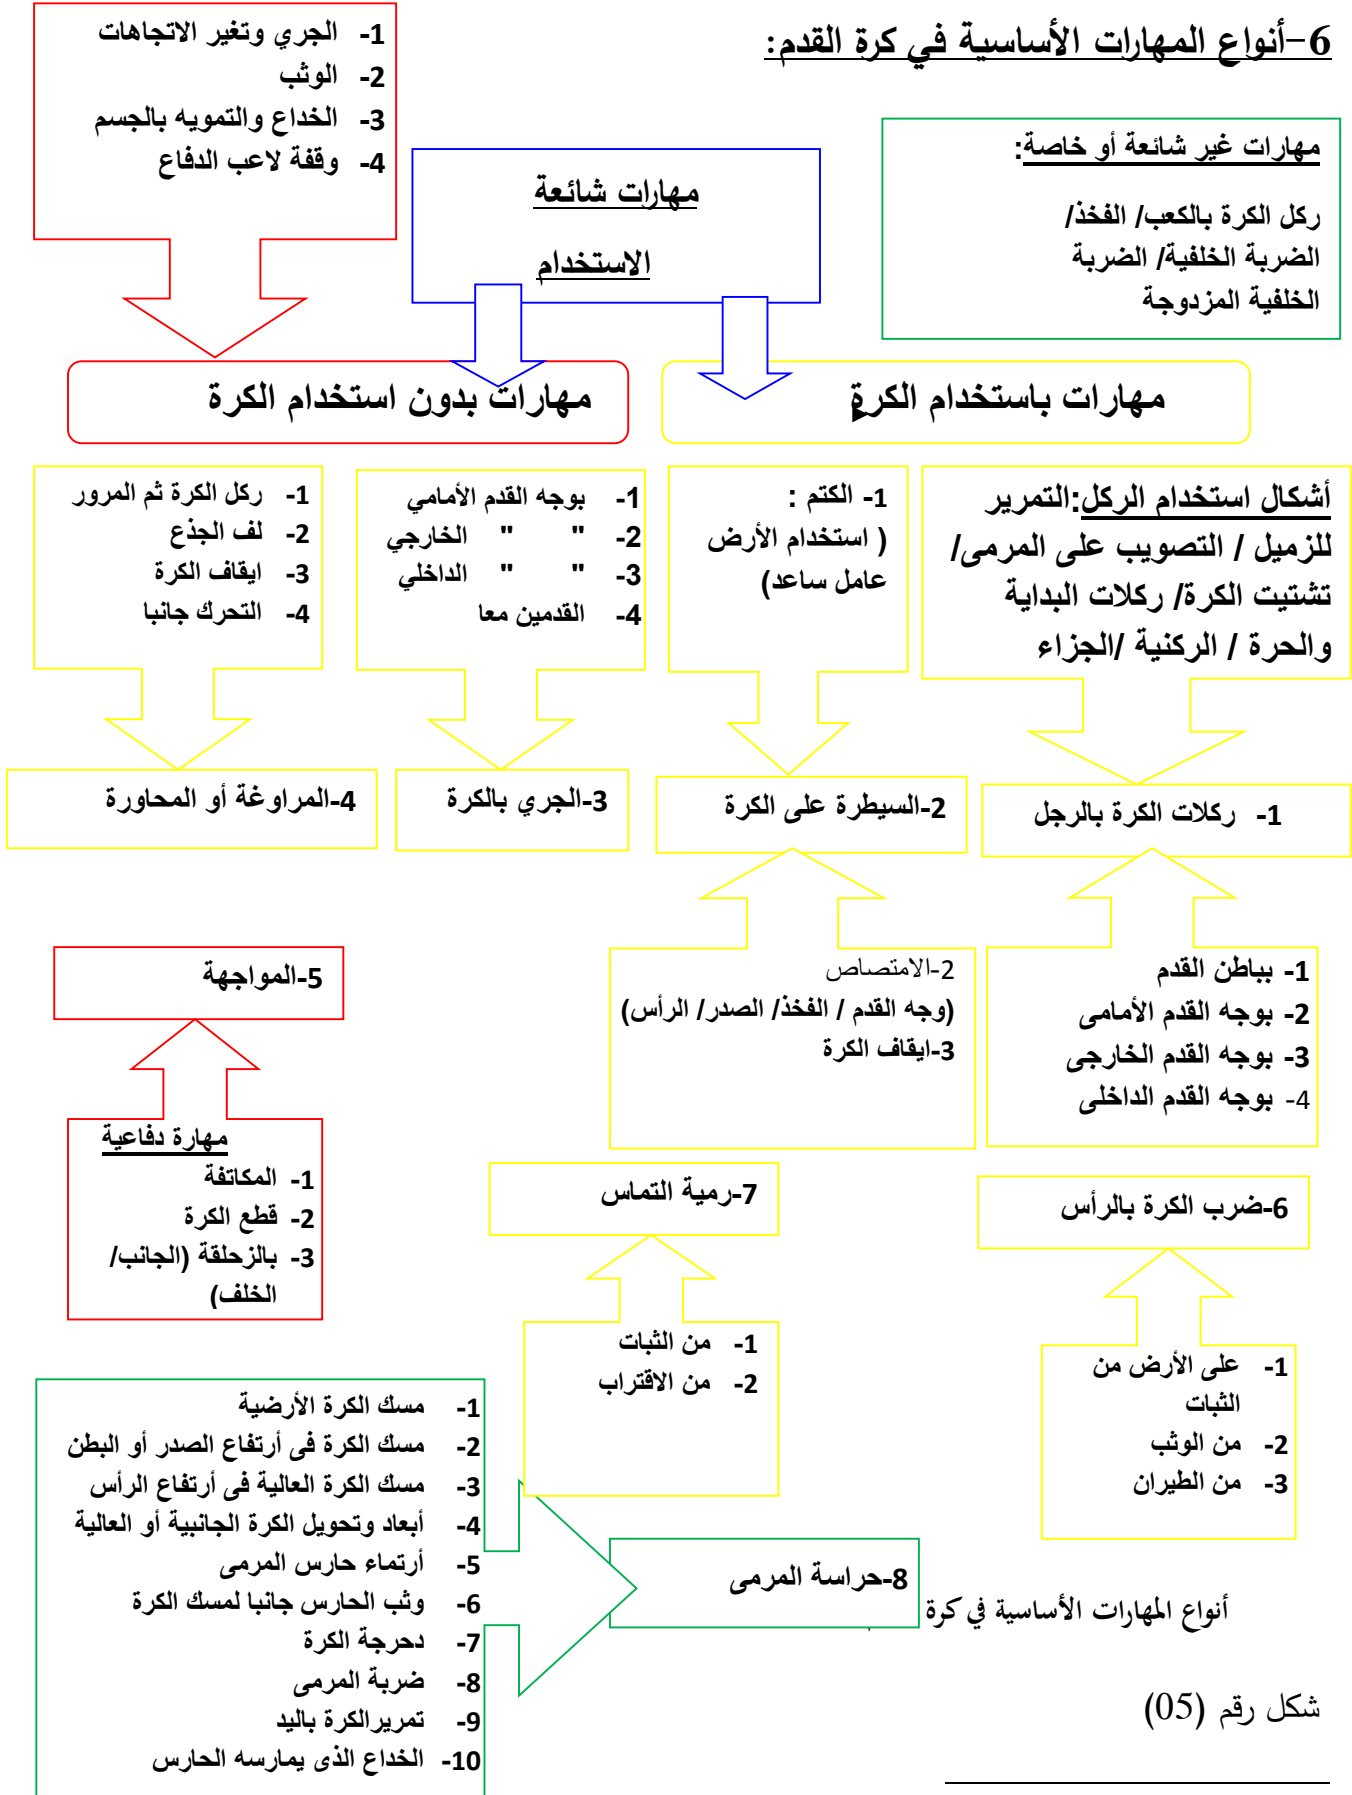 6-أنواع المهارات الأساسية في كرة القدم:
1- الجري وتغير الاتجاهات
2- الوثب
3- الخداع والتمويه بالجسم
4- وقفة لاعب الدفاع
مهارات شائعة
الاستخدام
مهارات غير شائعة أو خاصة:
ركل الكرة بالكعب/ الفخذ/
الضربة الخلفية/ الضربة
الخلفية المزدوجة
مهارات باستخدام الكرة
مهارات بدون استخدام الكرة
أشكال استخدام الركل:التمرير
للزميل / التصويب على المرمى/
تشتيت الكرة/ ركلات البداية
والحرة / الركنية /الجزاء
1- الكتم :
( استخدام الأرض
عامل ساعد)
1- بوجه القدم الأمامي
2- " " الخارجي
3- " " الداخلي
4- القدمين معا
1- ركل الكرة ثم المرور
2- لف الجذع
3- ايقاف الكرة
4- التحرك جانبا
1- ركلات الكرة بالرجل
2-السيطرة على الكرة
3-الجري بالكرة
4-المراوغة أو المحاورة
1- بباطن القدم
2- بوجه القدم الأمامى
3- بوجه القدم الخارجى
4- بوجه القدم الداخلى
2-الامتصاص
(وجه القدم / الفخذ/ الصدر/ الرأس)
3-ايقاف الكرة
5-المواجهة
مهارة دفاعية
1- المكاتفة
2- قطع الكرة
3- بالزحلقة (الجانب/
الخلف)
6-ضرب الكرة بالرأس
1- على الأرض من
الثبات
2- من الوثب
3- من الطيران
7-رمية التماس
1- من الثبات
2- من الاقتراب
8-حراسة المرمى
1- مسك الكرة الأرضية
2- مسك الكرة فى أرتفاع الصدر أو البطن
3- مسك الكرة العالية فى أرتفاع الرأس
4- أبعاد وتحويل الكرة الجانبية أو العالية
5- أرتماء حارس المرمى
6- وثب الحارس جانبا لمسك الكرة
7- دحرجة الكرة
8- ضربة المرمى
9- تمريرالكرة باليد
10- الخداع الذى يمارسه الحارس
أنواع المهارات الأساسية في كرة
شكل رقم (05)